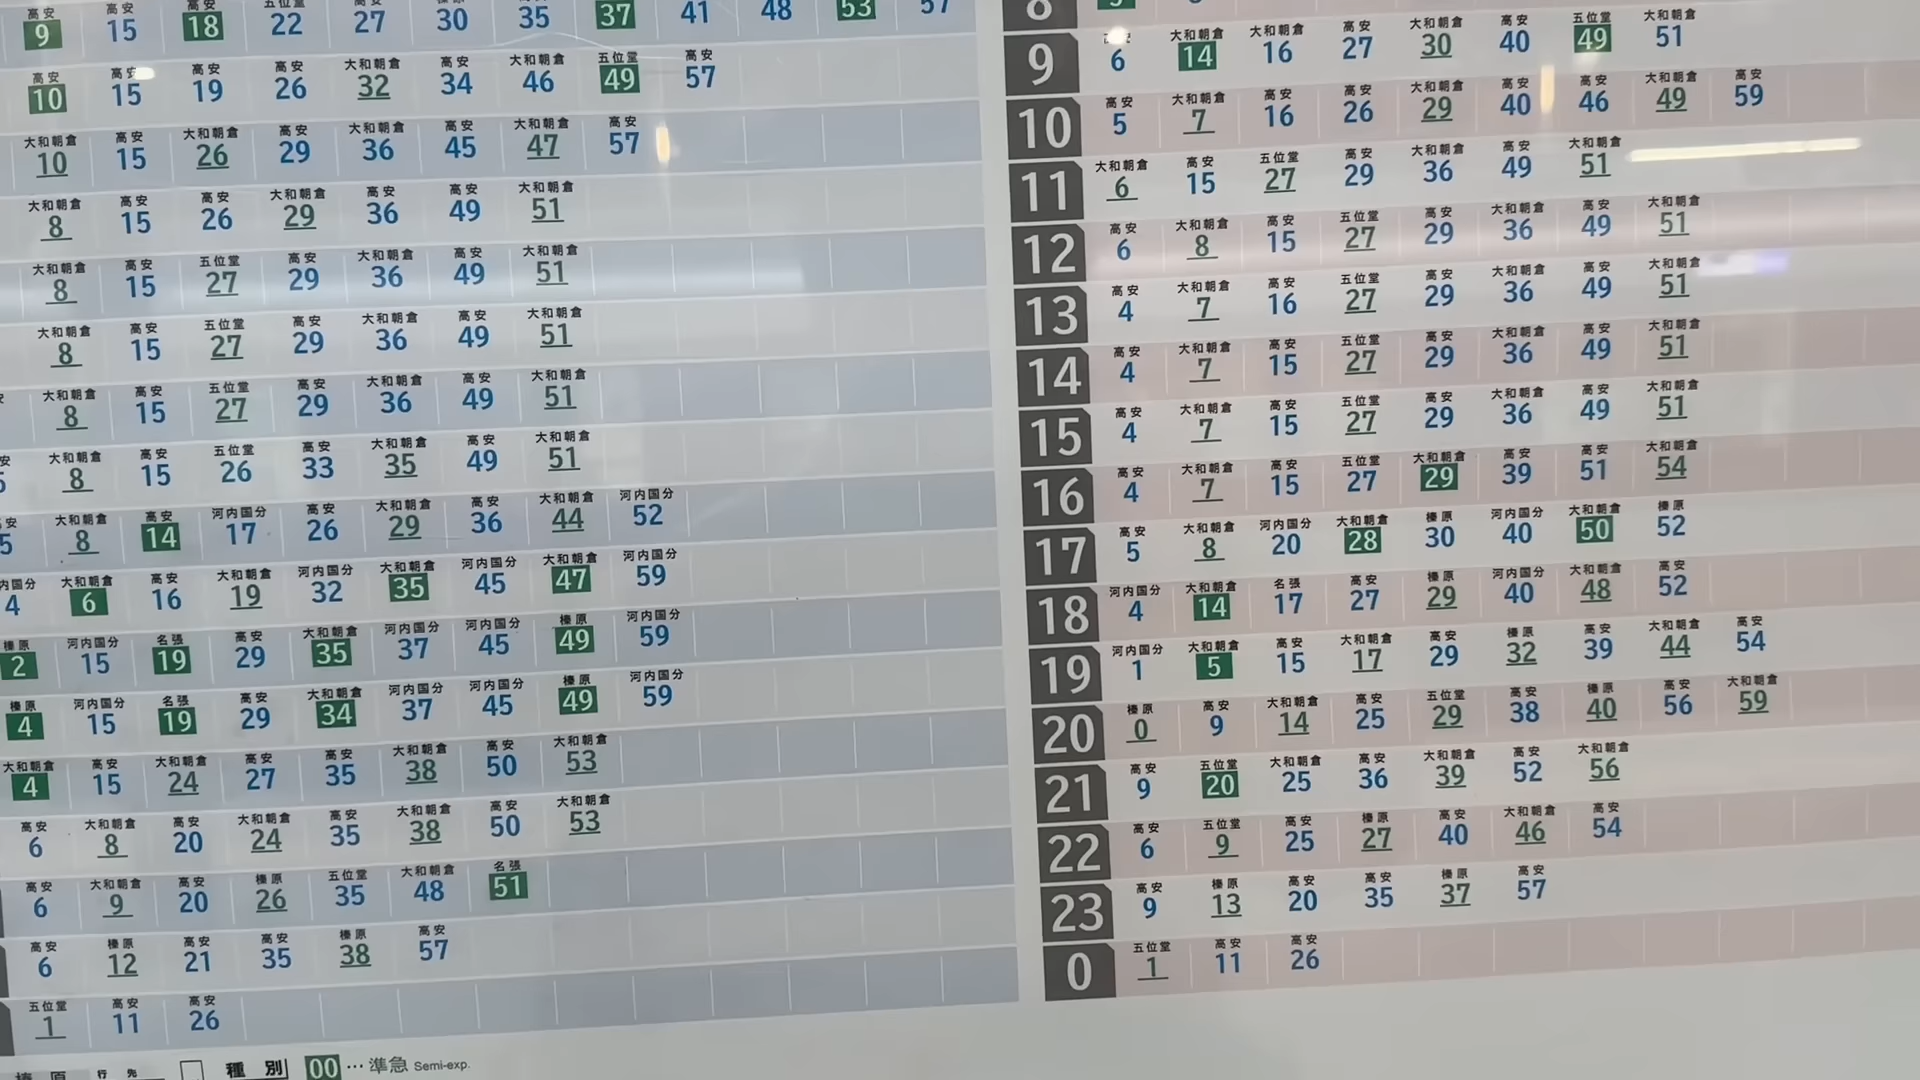 高安 高安 五位堂 高安 榛原
9 15 18 22 27 30 35 37 41 48 53 57
高安 高安 高安 高安 大和朝倉 高安 大和朝倉 五位堂 高安
10 15 19 26 32 34 46 49 57
大和朝倉 高安 大和朝倉 高安 大和朝倉 高安 大和朝倉 高安
10 15 26 29 36 45 47 57
大和朝倉 高安 高安 大和朝倉 高安 高安 大和朝倉
8 15 26 29 36 49 51
大和朝倉 高安 五位堂 高安 大和朝倉 高安 大和朝倉
8 15 27 29 36 49 51
大和朝倉 高安 五位堂 高安 大和朝倉 高安 大和朝倉
8 15 27 29 36 49 51
大和朝倉 高安 五位堂 高安 大和朝倉 高安 大和朝倉
8 15 27 29 36 49 51
安 大和朝倉 高安 五位堂 高安 大和朝倉 高安 大和朝倉
5 8 15 26 33 35 49 51
高安 大和朝倉 高安 河内国分 高安 大和朝倉 高安 大和朝倉 河内国分
5 8 14 17 26 29 36 44 52
内国分 大和朝倉 高安 大和朝倉 河内国分 大和朝倉 河内国分 大和朝倉 河内国分
4 6 16 19 32 35 45 47 59
榛原 河内国分 名張 高安 大和朝倉 河内国分 河内国分 榛原 河内国分
2 15 19 29 35 37 45 49 59
榛原 河内国分 名張 高安 大和朝倉 河内国分 河内国分 榛原 河内国分
4 15 19 29 34 37 45 49 59
大和朝倉 高安 大和朝倉 高安 高安 大和朝倉 高安 大和朝倉
4 15 24 27 35 38 50 53
高安 大和朝倉 高安 大和朝倉 高安 大和朝倉 高安 大和朝倉
6 8 20 24 35 38 50 53
高安 大和朝倉 高安 榛原 五位堂 大和朝倉 名張
6 9 20 26 35 48 51
高安 榛原 高安 高安 榛原 高安
6 12 21 35 38 57
五位堂 高安 高安
1 11 26
榛原 行先 種別 00 … 準急 Semi-exp.
8
高安 大和朝倉 大和朝倉 高安 大和朝倉 高安 五位堂 大和朝倉
9 6 14 16 27 30 40 49 51
高安 大和朝倉 高安 高安 大和朝倉 高安 高安 大和朝倉 高安
10 5 7 16 26 29 40 46 49 59
大和朝倉 高安 五位堂 高安 大和朝倉 高安 大和朝倉
11 6 15 27 29 36 49 51
高安 大和朝倉 高安 五位堂 高安 大和朝倉 高安 大和朝倉
12 6 8 15 27 29 36 49 51
高安 大和朝倉 高安 五位堂 高安 大和朝倉 高安 大和朝倉
13 4 7 16 27 29 36 49 51
高安 大和朝倉 高安 五位堂 高安 大和朝倉 高安 大和朝倉
14 4 7 15 27 29 36 49 51
高安 大和朝倉 高安 五位堂 高安 大和朝倉 高安 大和朝倉
15 4 7 15 27 29 36 49 51
高安 大和朝倉 高安 五位堂 大和朝倉 高安 高安 大和朝倉
16 4 7 15 27 29 39 51 54
高安 大和朝倉 河内国分 大和朝倉 榛原 河内国分 大和朝倉 榛原
17 5 8 20 28 30 40 50 52
河内国分 大和朝倉 名張 高安 榛原 河内国分 大和朝倉 高安
18 4 14 17 27 29 40 48 52
河内国分 大和朝倉 高安 大和朝倉 高安 榛原 高安 大和朝倉 高安
19 1 5 15 17 29 32 39 44 54
榛原 高安 大和朝倉 高安 五位堂 高安 榛原 高安 大和朝倉
20 0 9 14 25 29 38 40 56 59
高安 五位堂 大和朝倉 高安 大和朝倉 高安 大和朝倉
21 9 20 25 36 39 52 56
高安 五位堂 高安 榛原 高安 大和朝倉 高安
22 6 9 25 27 40 46 54
高安 榛原 高安 高安 榛原 高安
23 9 13 20 35 37 57
五位堂 高安 高安
0 1 11 26